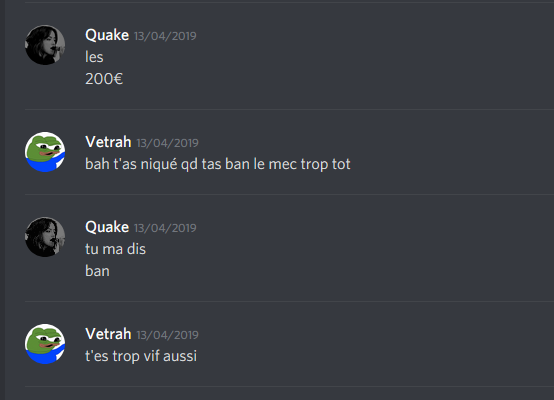 Quake 13/04/2019
les
200€
Vetrah 13/04/2019
bah t'as niqué qd tas ban le mec trop tot
Quake 13/04/2019
tu ma dis
ban
Vetrah 13/04/2019
t'es trop vif aussi